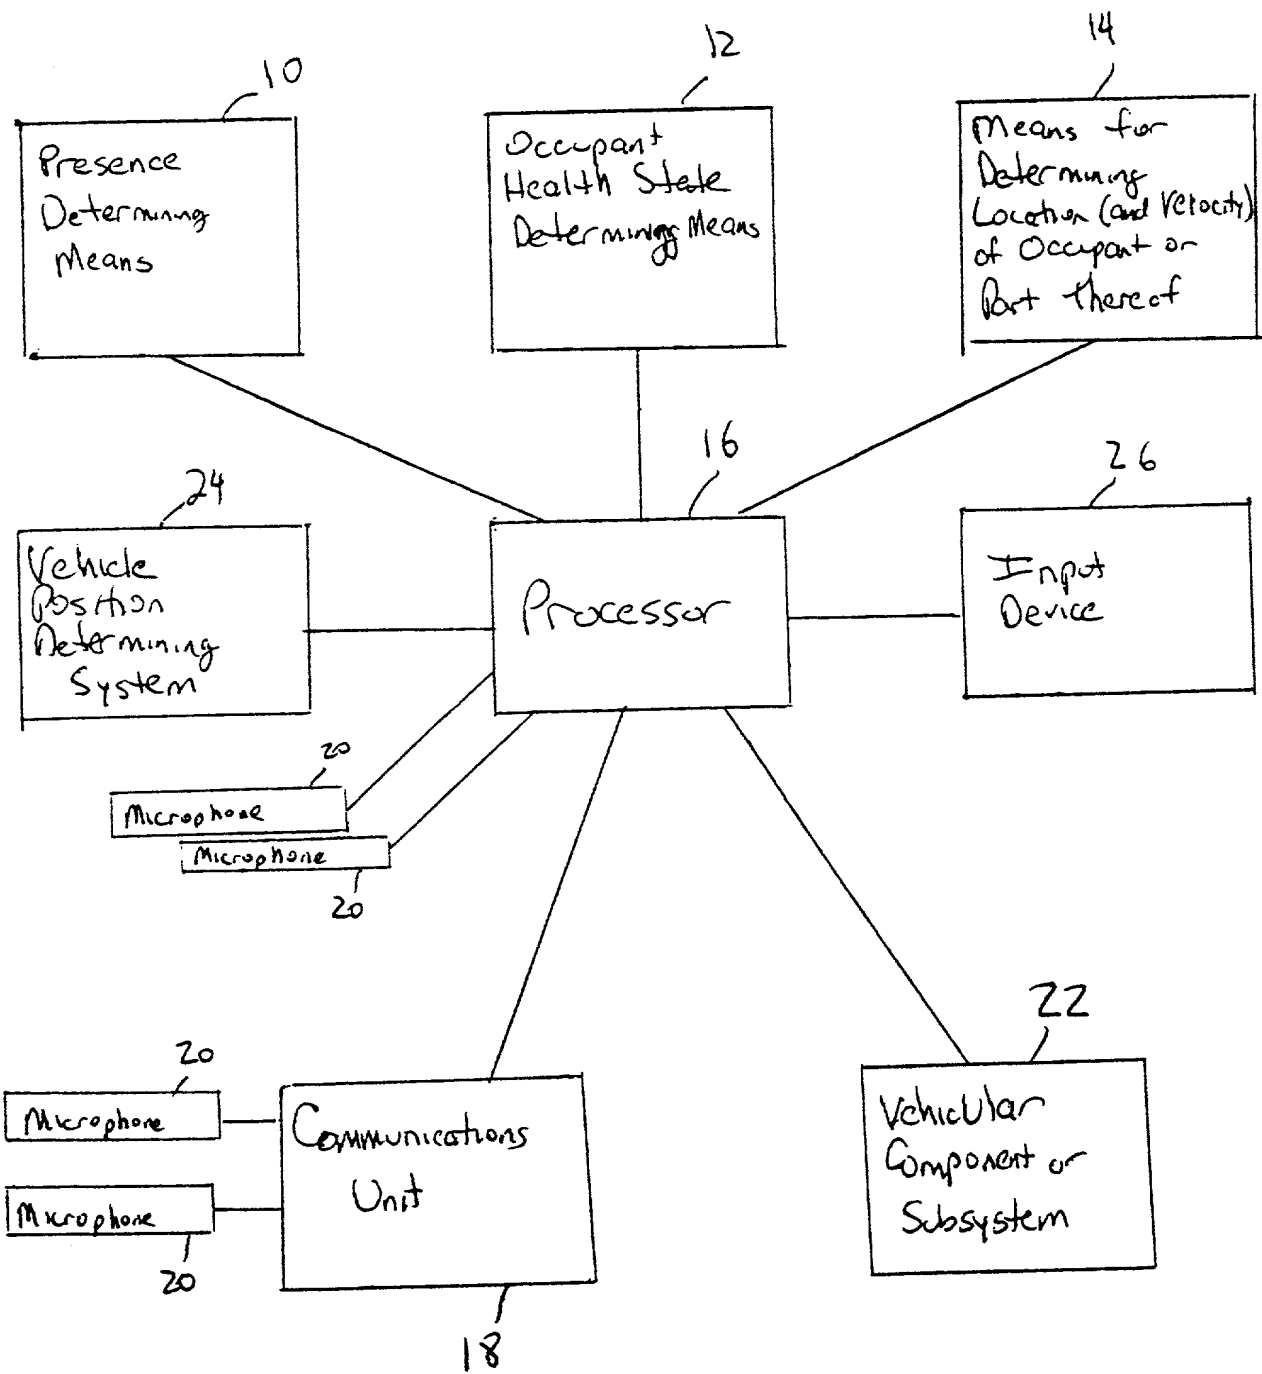 10
Presence
Determining
Means
12
Occupant
Health State
Determining Means
14
Means for
Determining
Location (and Velocity)
of Occupant or
Part thereof
24
Vehicle
Position
Determining
System
16
Processor
26
Input
Device
20
Microphone
Microphone
20
20
Microphone
Microphone
20
Communications
Unit
18
22
Vehicular
Component or
Subsystem